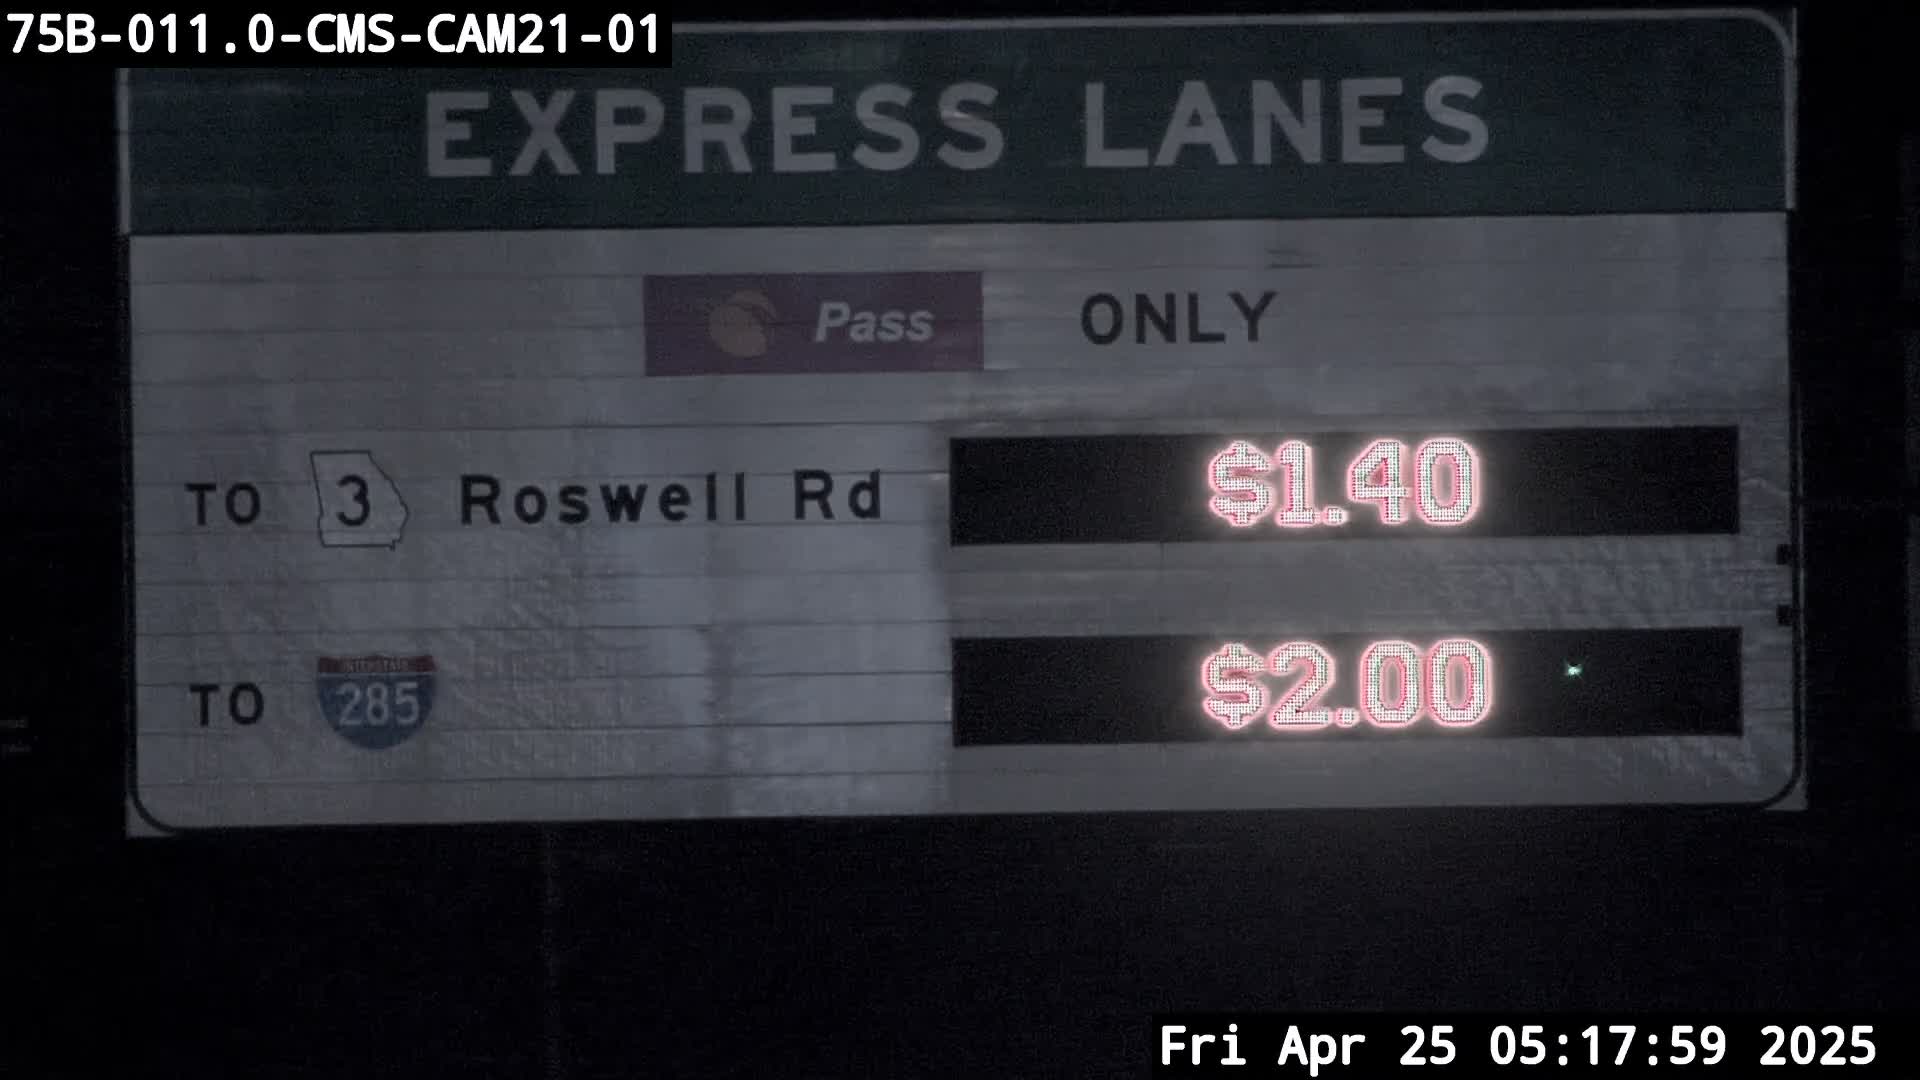 75B-011.0-CMS-CAM21-01
EXPRESS LANES
Pass ONLY
TO 3 Roswell Rd $1.40
INTERSTATE
TO 285 $2.00
Fri Apr 25 05:17:59 2025